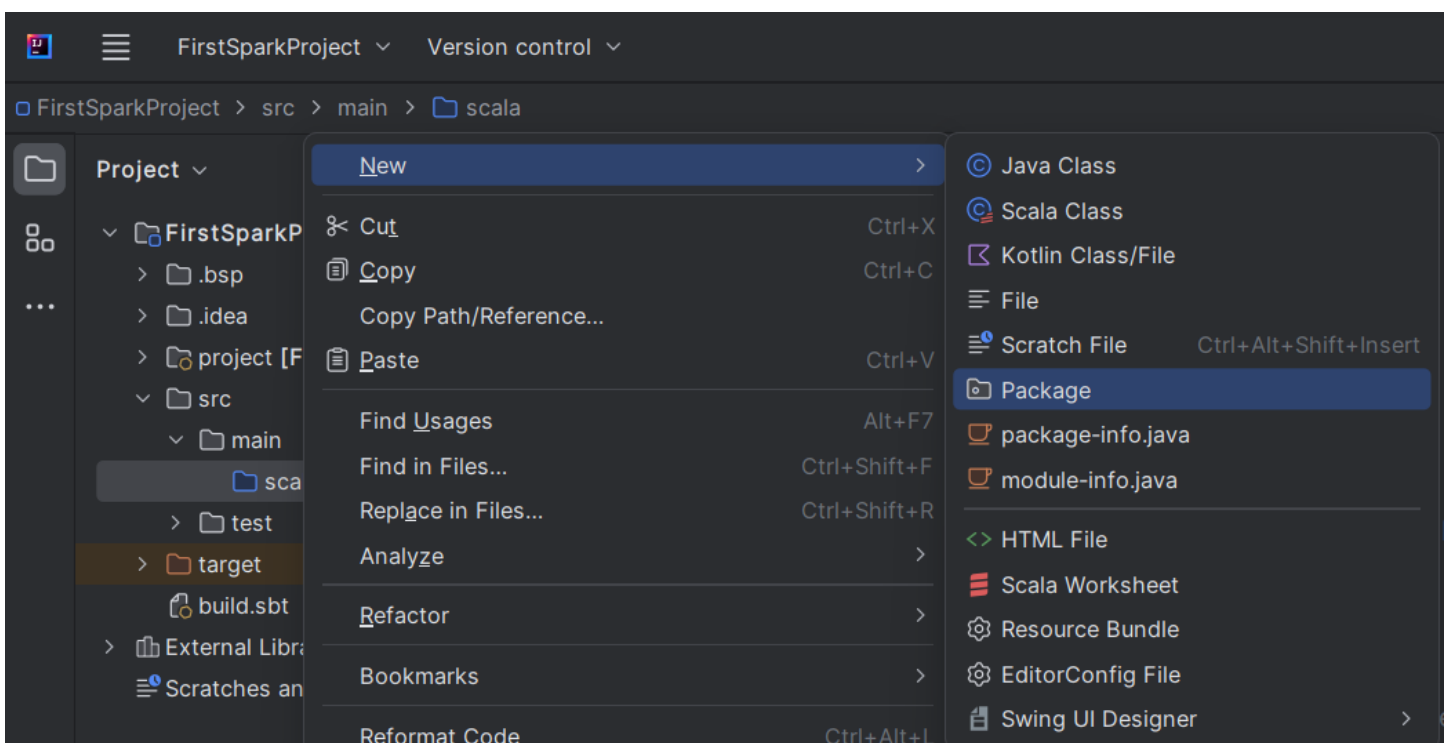 FirstSparkProject Version control
FirstSparkProject > src > main > scala
Project
FirstSparkP
.bsp
.idea
project [F
src
main
sca
test
target
build.sbt
External Libra
Scratches an
New
Cut Ctrl+X
Copy Ctrl+C
Copy Path/Reference...
Paste Ctrl+V
Find Usages Alt+F7
Find in Files... Ctrl+Shift+F
Replace in Files... Ctrl+Shift+R
Analyze
Refactor
Bookmarks
Reformat Code Ctrl+Alt+L
Java Class
Scala Class
Kotlin Class/File
File
Scratch File Ctrl+Alt+Shift+Insert
Package
package-info.java
module-info.java
HTML File
Scala Worksheet
Resource Bundle
EditorConfig File
Swing UI Designer